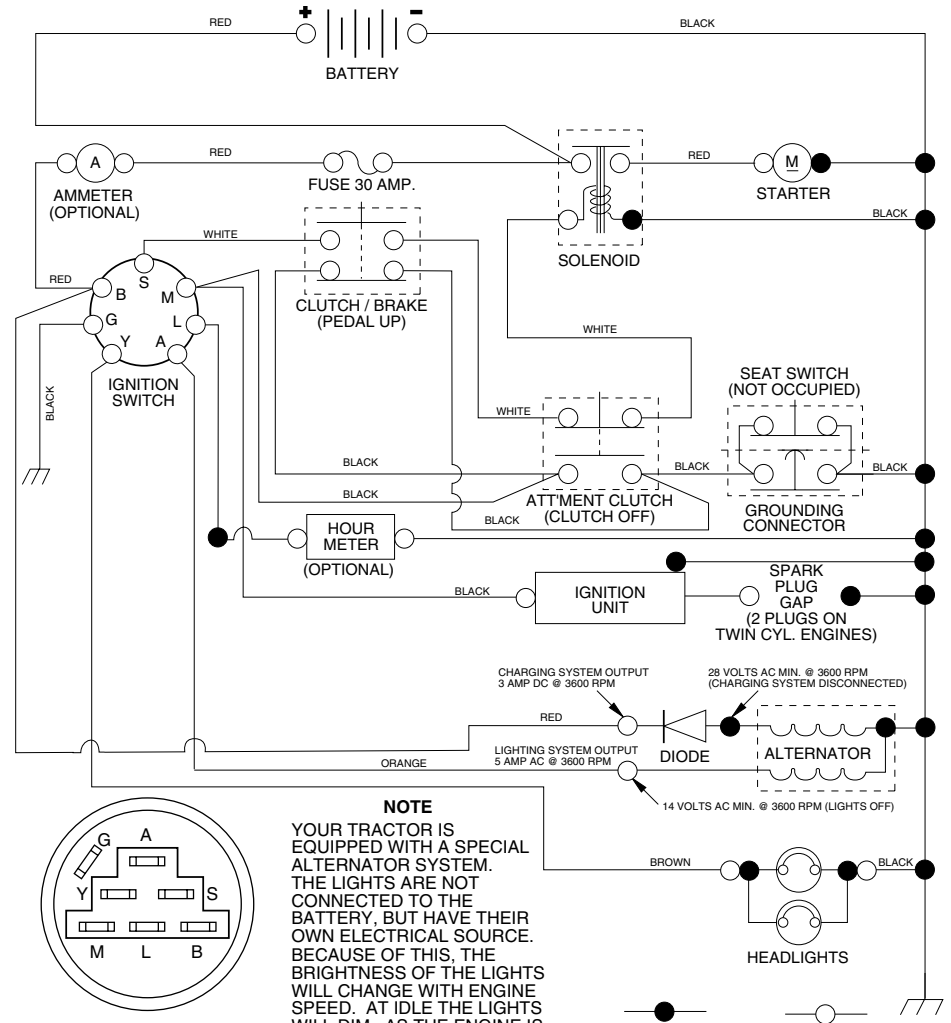 +
-
RED
BLACK
BATTERY
A
RED
RED
M
FUSE 30 AMP.
STARTER
AMMETER
(OPTIONAL)
BLACK
WHITE
SOLENOID
RED
S
B
M
CLUTCH / BRAKE
(PEDAL UP)
G
L
Y
A
WHITE
IGNITION
SWITCH
BLACK
SEAT SWITCH
(NOT OCCUPIED)
WHITE
BLACK
BLACK
BLACK
BLACK
ATT'MENT CLUTCH
(CLUTCH OFF)
GROUNDING
CONNECTOR
BLACK
HOUR
METER
(OPTIONAL)
BLACK
IGNITION
UNIT
SPARK
PLUG
GAP
(2 PLUGS ON
TWIN CYL. ENGINES)
CHARGING SYSTEM OUTPUT
3 AMP DC @ 3600 RPM
28 VOLTS AC MIN. @ 3600 RPM
(CHARGING SYSTEM DISCONNECTED)
RED
DIODE
ALTERNATOR
LIGHTING SYSTEM OUTPUT
5 AMP AC @ 3600 RPM
ORANGE
14 VOLTS AC MIN. @ 3600 RPM (LIGHTS OFF)
NOTE
YOUR TRACTOR IS
EQUIPPED WITH A SPECIAL
ALTERNATOR SYSTEM.
THE LIGHTS ARE NOT
CONNECTED TO THE
BATTERY, BUT HAVE THEIR
OWN ELECTRICAL SOURCE.
BECAUSE OF THIS, THE
BRIGHTNESS OF THE LIGHTS
WILL CHANGE WITH ENGINE
SPEED. AT IDLE THE LIGHTS
WILL DIM. AS THE ENGINE IS
G
A
Y
S
M
L
B
BROWN
BLACK
HEADLIGHTS